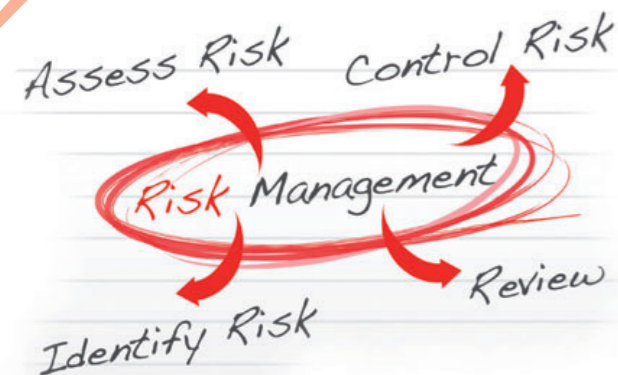 Assess Risk
Control Risk
Risk Management
Identify Risk
Review